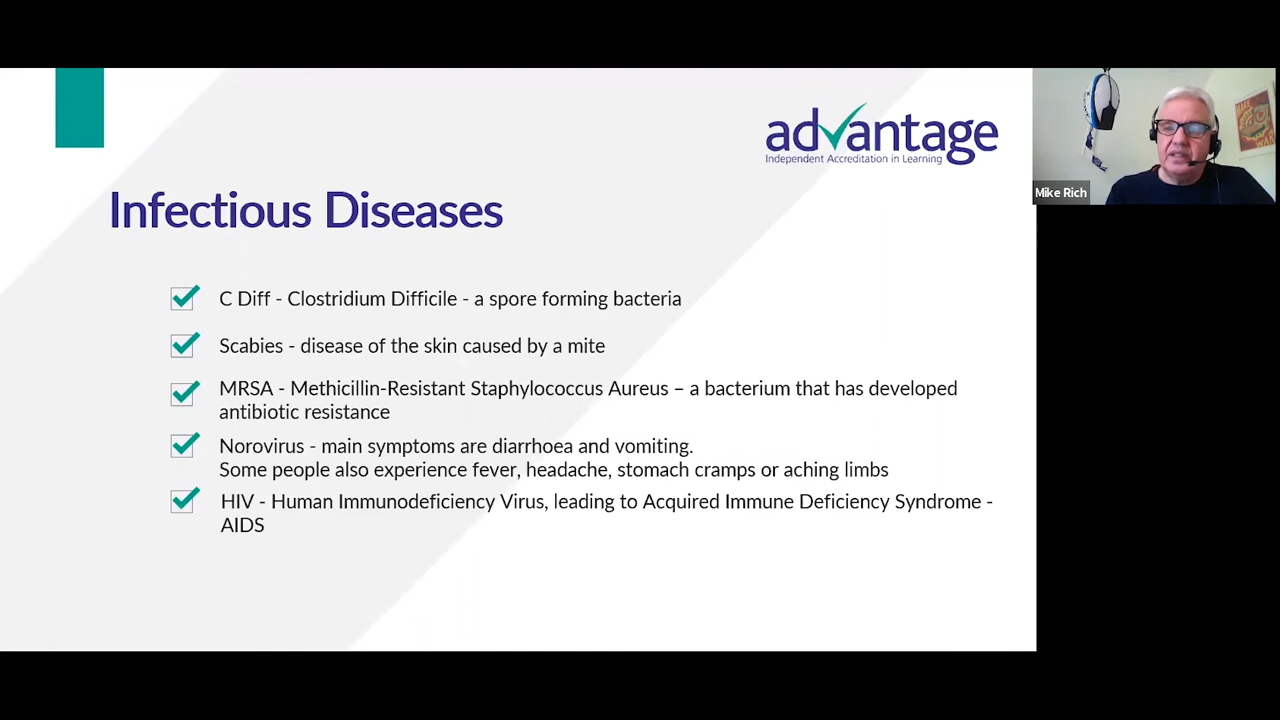 advantage
Independent Accreditation in Learning
Mike Rich
Infectious Diseases
C Diff - Clostridium Difficile - a spore forming bacteria
Scabies - disease of the skin caused by a mite
MRSA - Methicillin-Resistant Staphylococcus Aureus – a bacterium that has developed
antibiotic resistance
Norovirus - main symptoms are diarrhoea and vomiting.
Some people also experience fever, headache, stomach cramps or aching limbs
HIV - Human Immunodeficiency Virus, leading to Acquired Immune Deficiency Syndrome -
AIDS